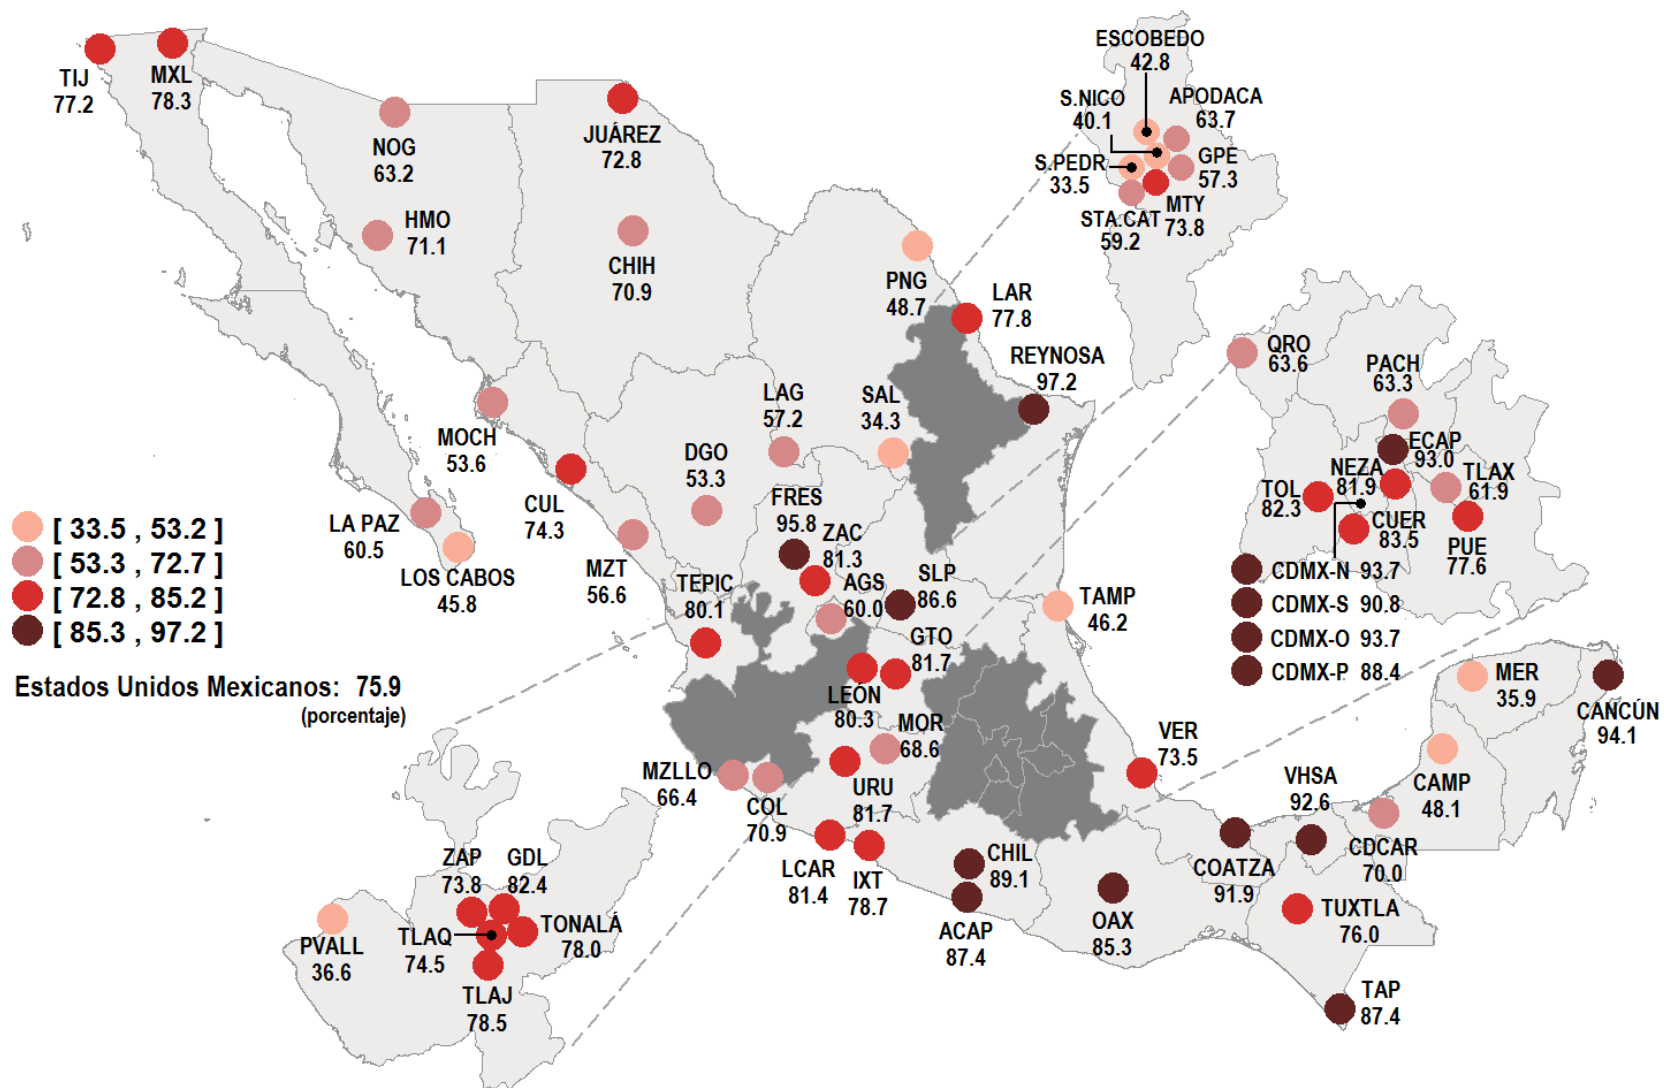 ESCOBEDO
42.8
S.NICO
40.1
APODACA
63.7
S.PEDR
33.5
GPE
57.3
STA.CAT
59.2
MTY
73.8
TIJ
77.2
MXL
78.3
NOG
63.2
JUÁREZ
72.8
HMO
71.1
CHIH
70.9
PNG
48.7
LAR
77.8
REYNOSA
97.2
QRO
63.6
PACH
63.3
ECAP
93.0
NEZA
81.9
TLAX
61.9
TOL
82.3
CUER
83.5
PUE
77.6
CDMX-N 93.7
CDMX-S 90.8
CDMX-O 93.7
CDMX-P 88.4
LAG
57.2
SAL
34.3
MOCH
53.6
DGO
53.3
CUL
74.3
FRES
95.8
ZAC
81.3
LA PAZ
60.5
LOS CABOS
45.8
MZT
56.6
TEPIC
80.1
AGS
60.0
SLP
86.6
TAMP
46.2
GTO
81.7
LEÓN
80.3
MOR
68.6
[ 33.5 , 53.2 ]
[ 53.3 , 72.7 ]
[ 72.8 , 85.2 ]
[ 85.3 , 97.2 ]
Estados Unidos Mexicanos: 75.9
(porcentaje)
MER
35.9
CANCÚN
94.1
VER
73.5
VHSA
92.6
CAMP
48.1
MZLLO
66.4
COL
70.9
URU
81.7
LCAR
81.4
IXT
78.7
CHIL
89.1
ACAP
87.4
OAX
85.3
COATZA
91.9
CDCAR
70.0
TUXTLA
76.0
TAP
87.4
ZAP
73.8
GDL
82.4
TONALÁ
78.0
TLAQ
74.5
PVALL
36.6
TLAJ
78.5